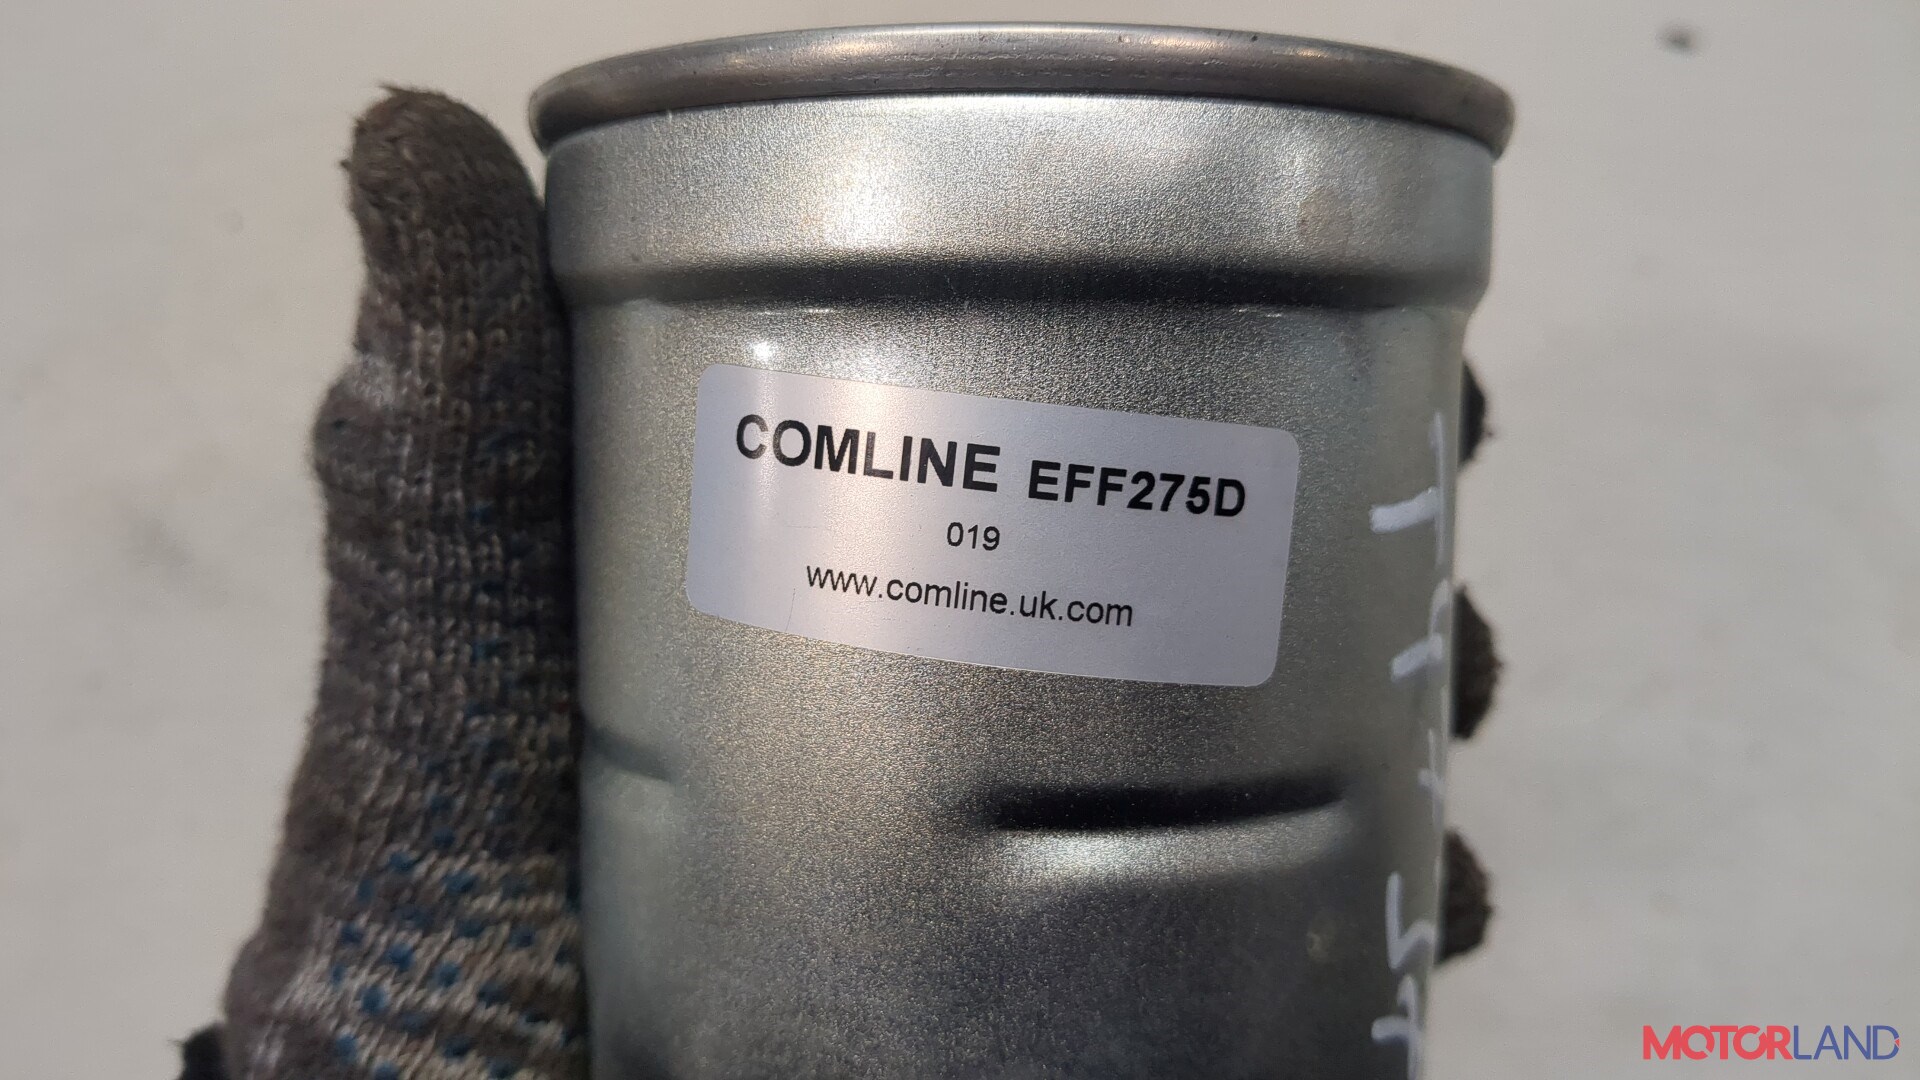 COMLINE EFF275D
019
www.comline.uk.com
MOTORLAND